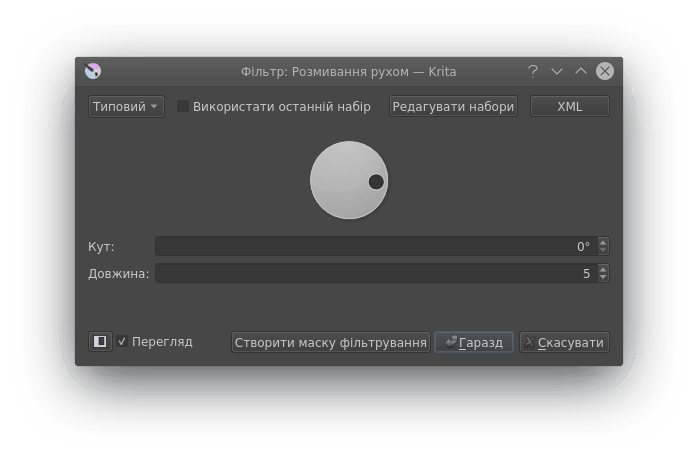 Фільтр: Розмивання рухом — Krita
Типовий Використати останній набір Редагувати набори XML
Кут: 0°
Довжина: 5
Перегляд Створити маску фільтрування Гаразд Скасувати